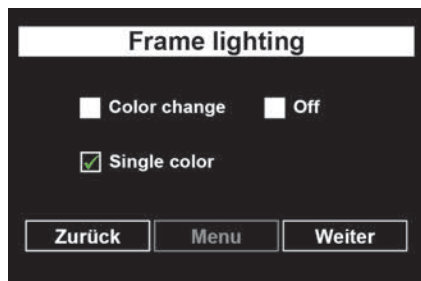 Frame lighting
Color change Off
Single color
Zurück Menu Weiter